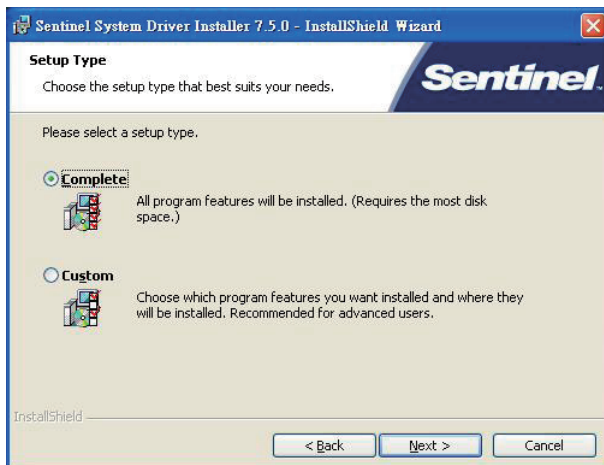 Sentinel System Driver Installer 7.5.0 - InstallShield Wizard
Setup Type
Choose the setup type that best suits your needs.
Sentinel™
Please select a setup type.
Complete
All program features will be installed. (Requires the most disk
space.)
Custom
Choose which program features you want installed and where they
will be installed. Recommended for advanced users.
InstallShield
< Back
Next >
Cancel